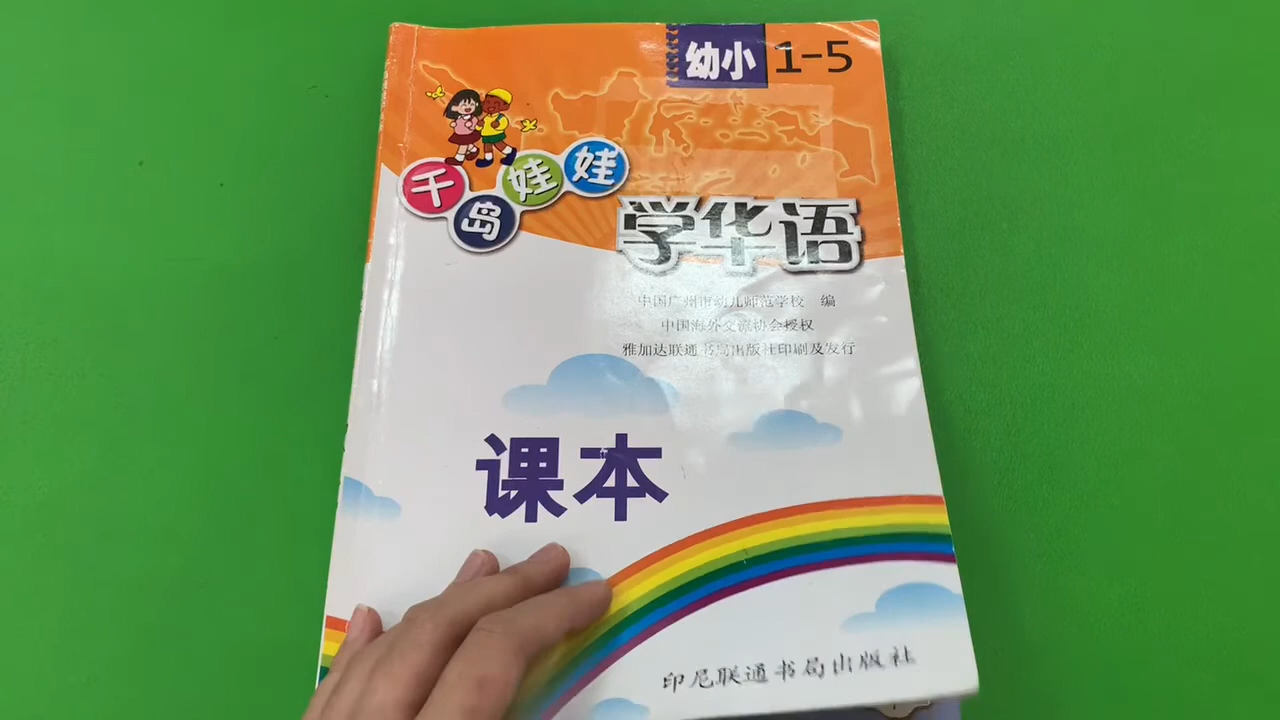 幼小 1-5
千岛娃娃
学华语
中国广州市幼儿师范学校 编
中国海外交流协会授权
雅加达联通书局出版社印刷及发行
课本
印尼联通书局出版社